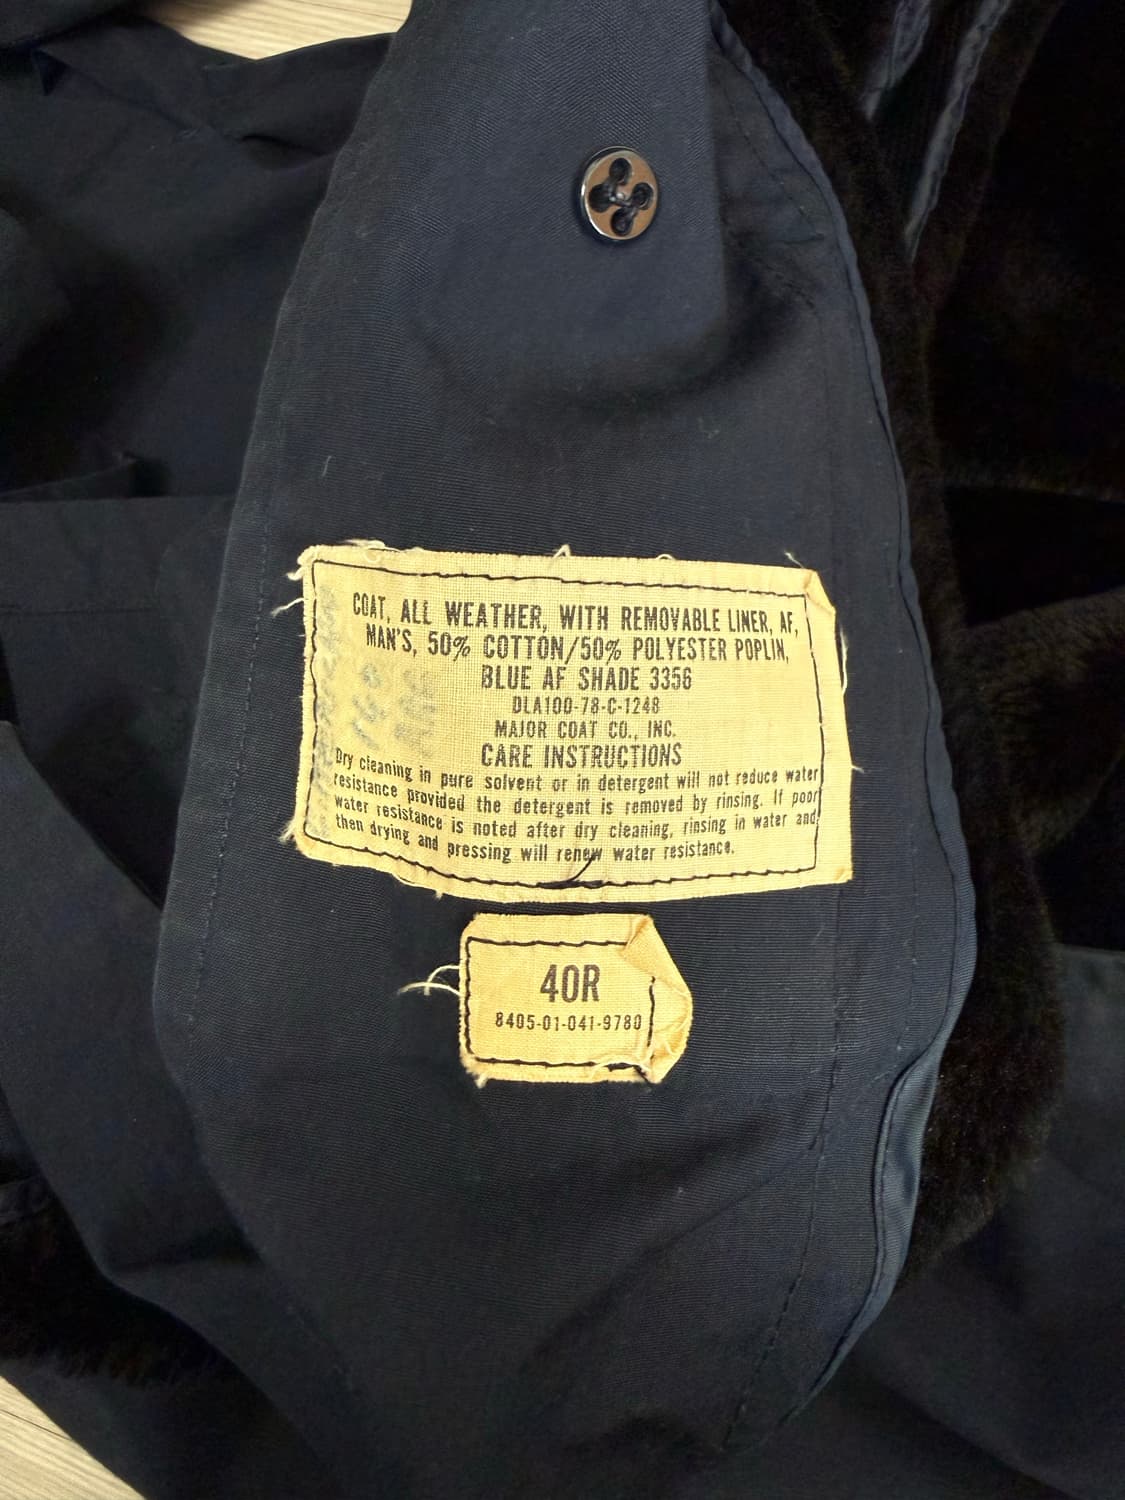 COAT, ALL WEATHER, WITH REMOVABLE LINER, AF,
MAN'S, 50% COTTON/50% POLYESTER POPLIN,
BLUE AF SHADE 3356
DLA100-78-C-1248
MAJOR COAT CO., INC.
CARE INSTRUCTIONS
Dry cleaning in pure solvent or in detergent will not reduce water
resistance provided the detergent is removed by rinsing. If poor
water resistance is noted after dry cleaning, rinsing in water and
then drying and pressing will renew water resistance.
40R
8405-01-041-9780